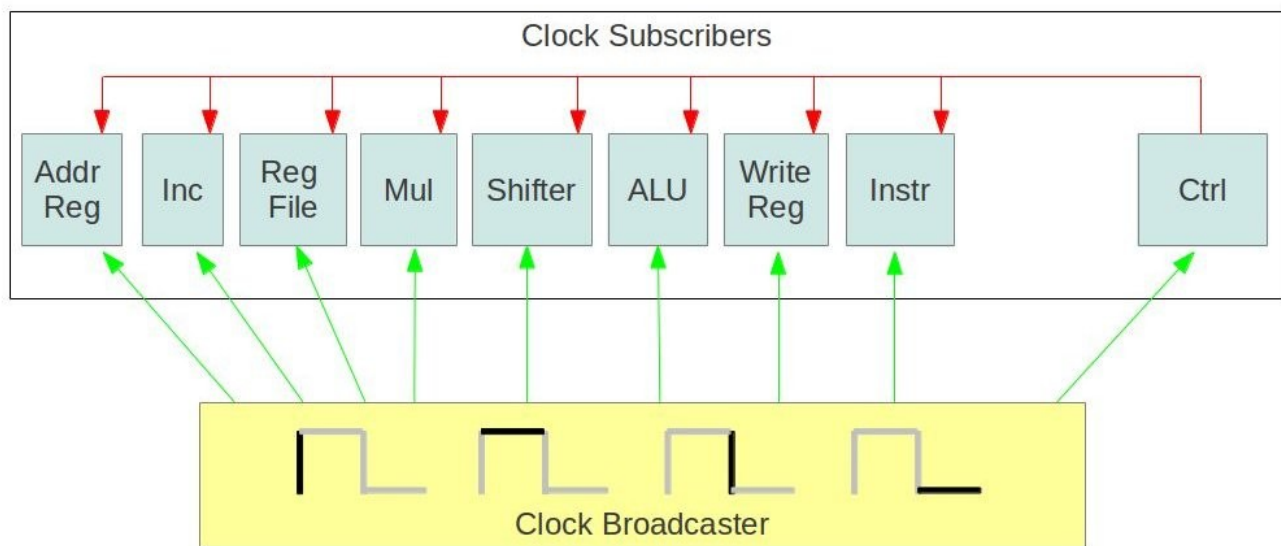 Clock Subscribers
Addr
Reg
Inc
Reg
File
Mul
Shifter
ALU
Write
Reg
Instr
Ctrl
Clock Broadcaster